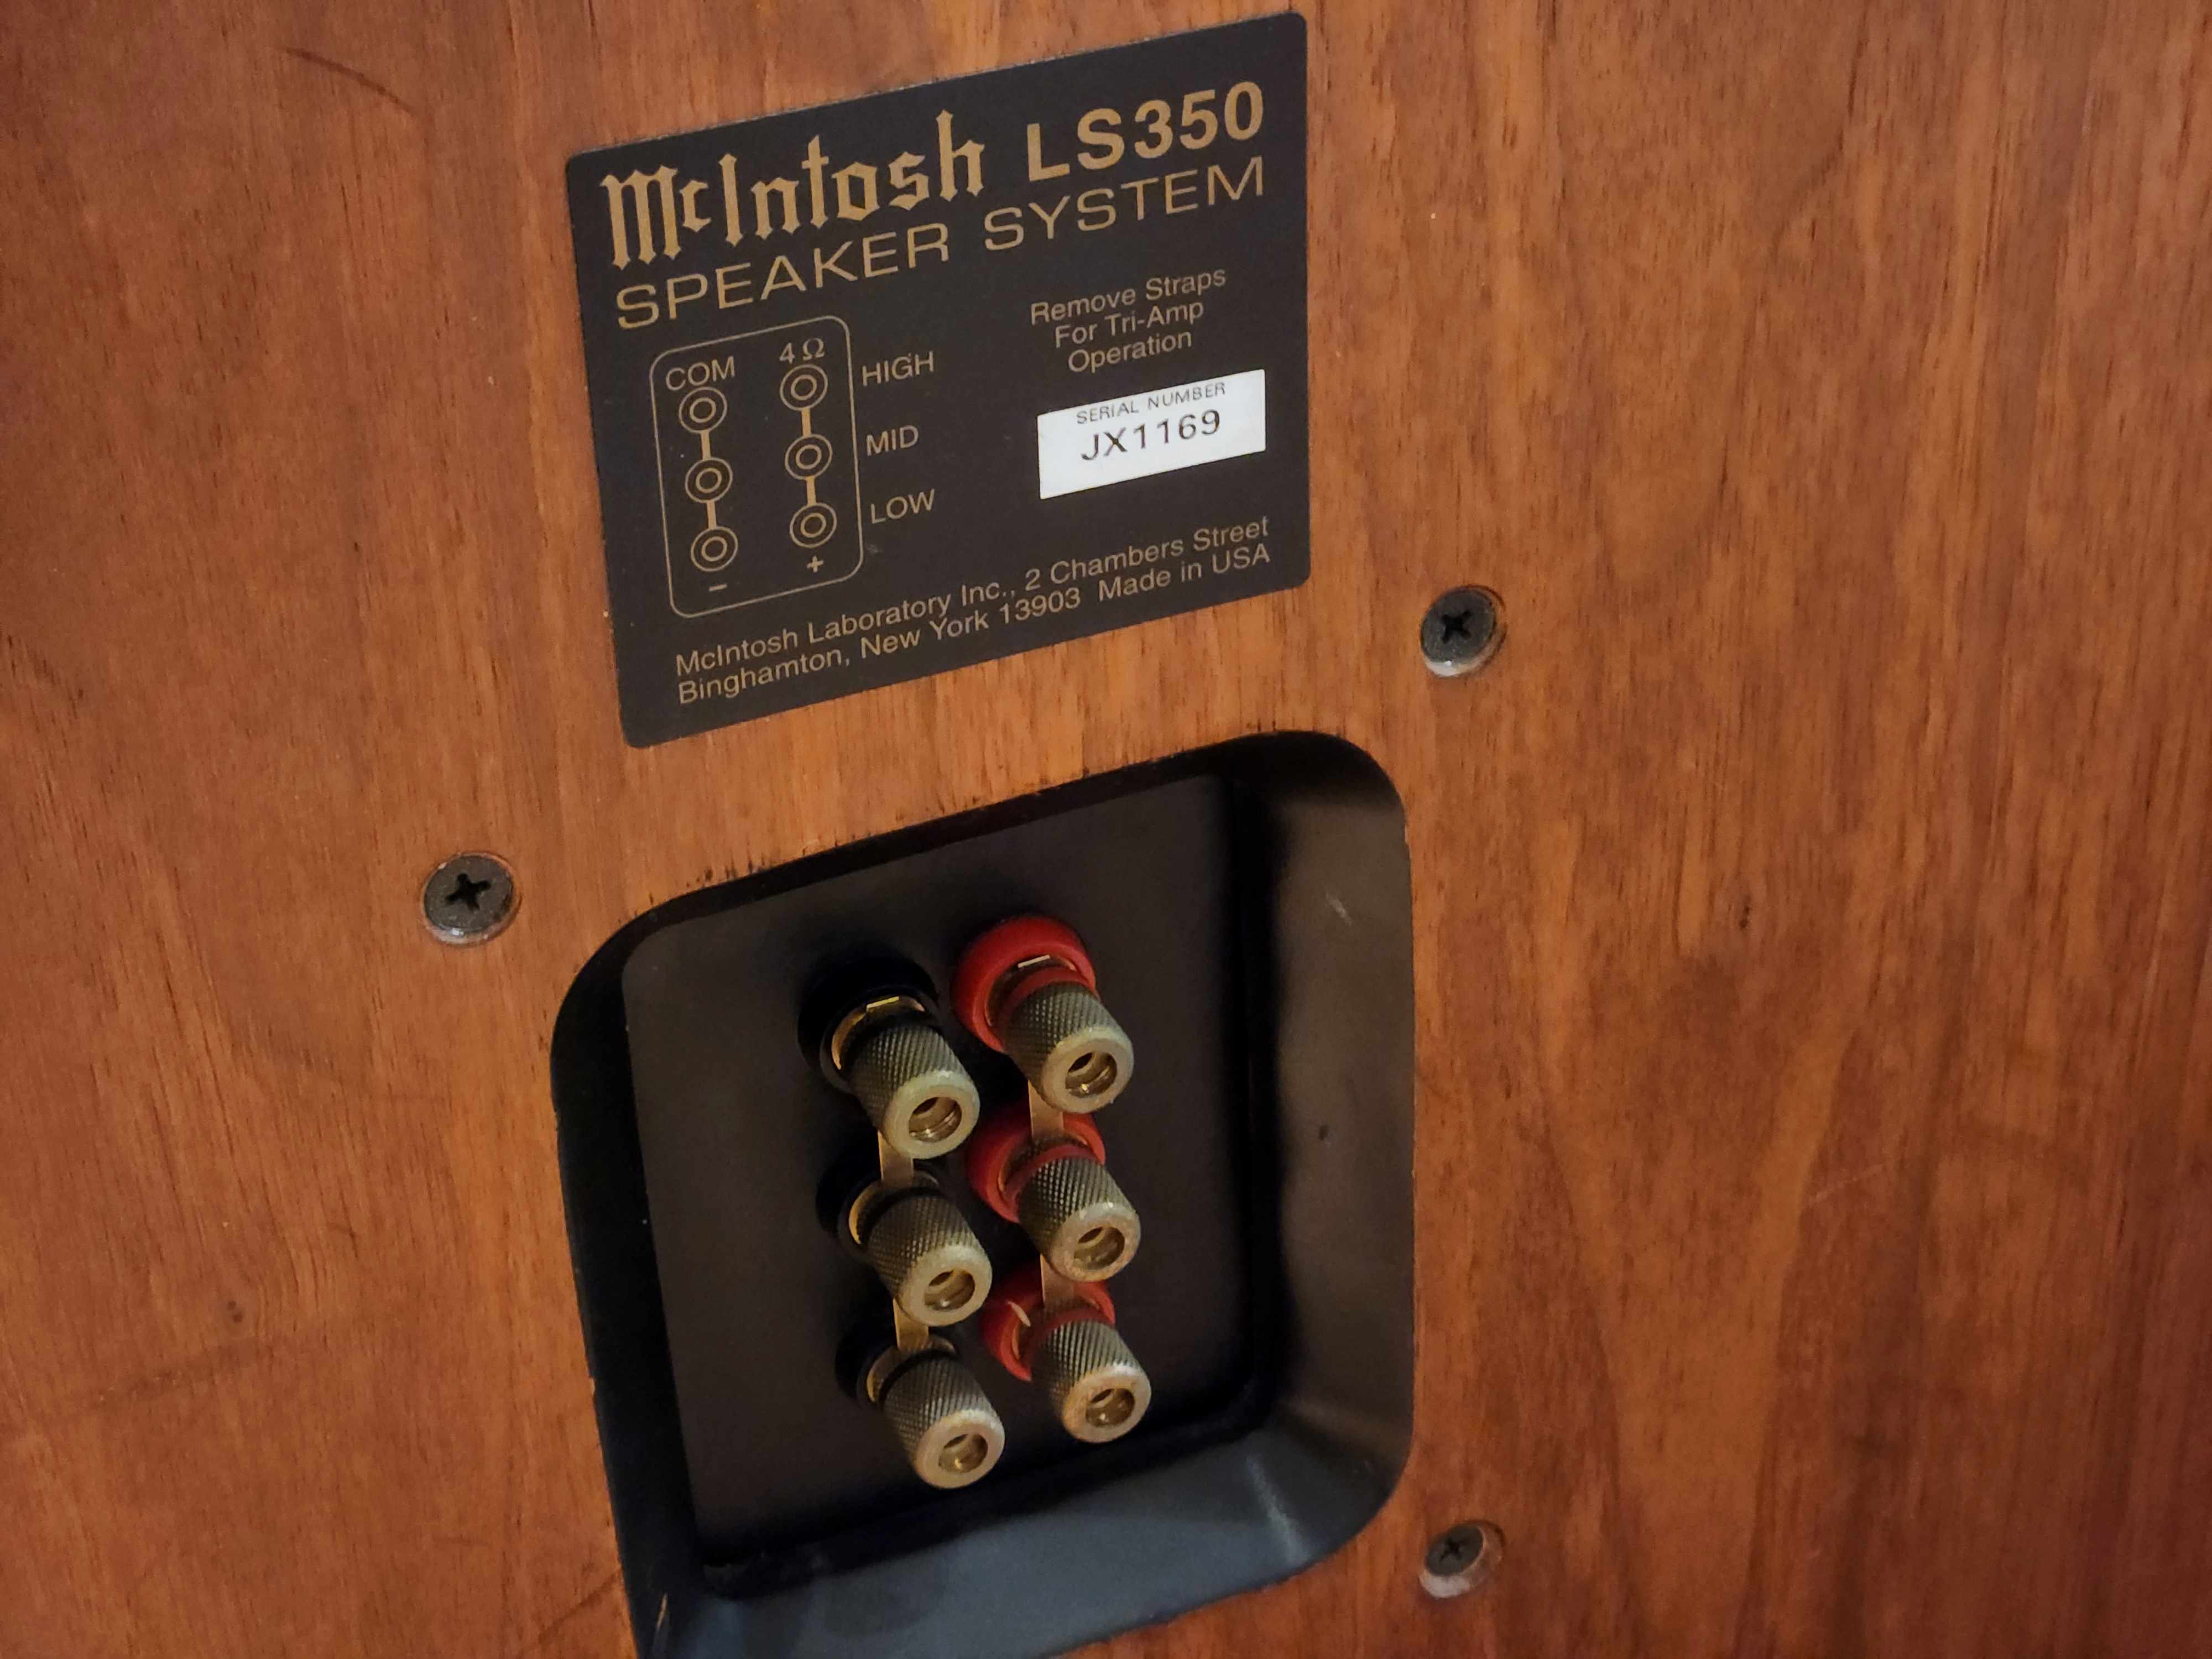 McIntosh LS350
SPEAKER SYSTEM
COM 4 Ω HIGH
MID
LOW
− +
Remove Straps
For Tri-Amp
Operation
SERIAL NUMBER
JX1169
McIntosh Laboratory Inc., 2 Chambers Street
Binghamton, New York 13903 Made in USA